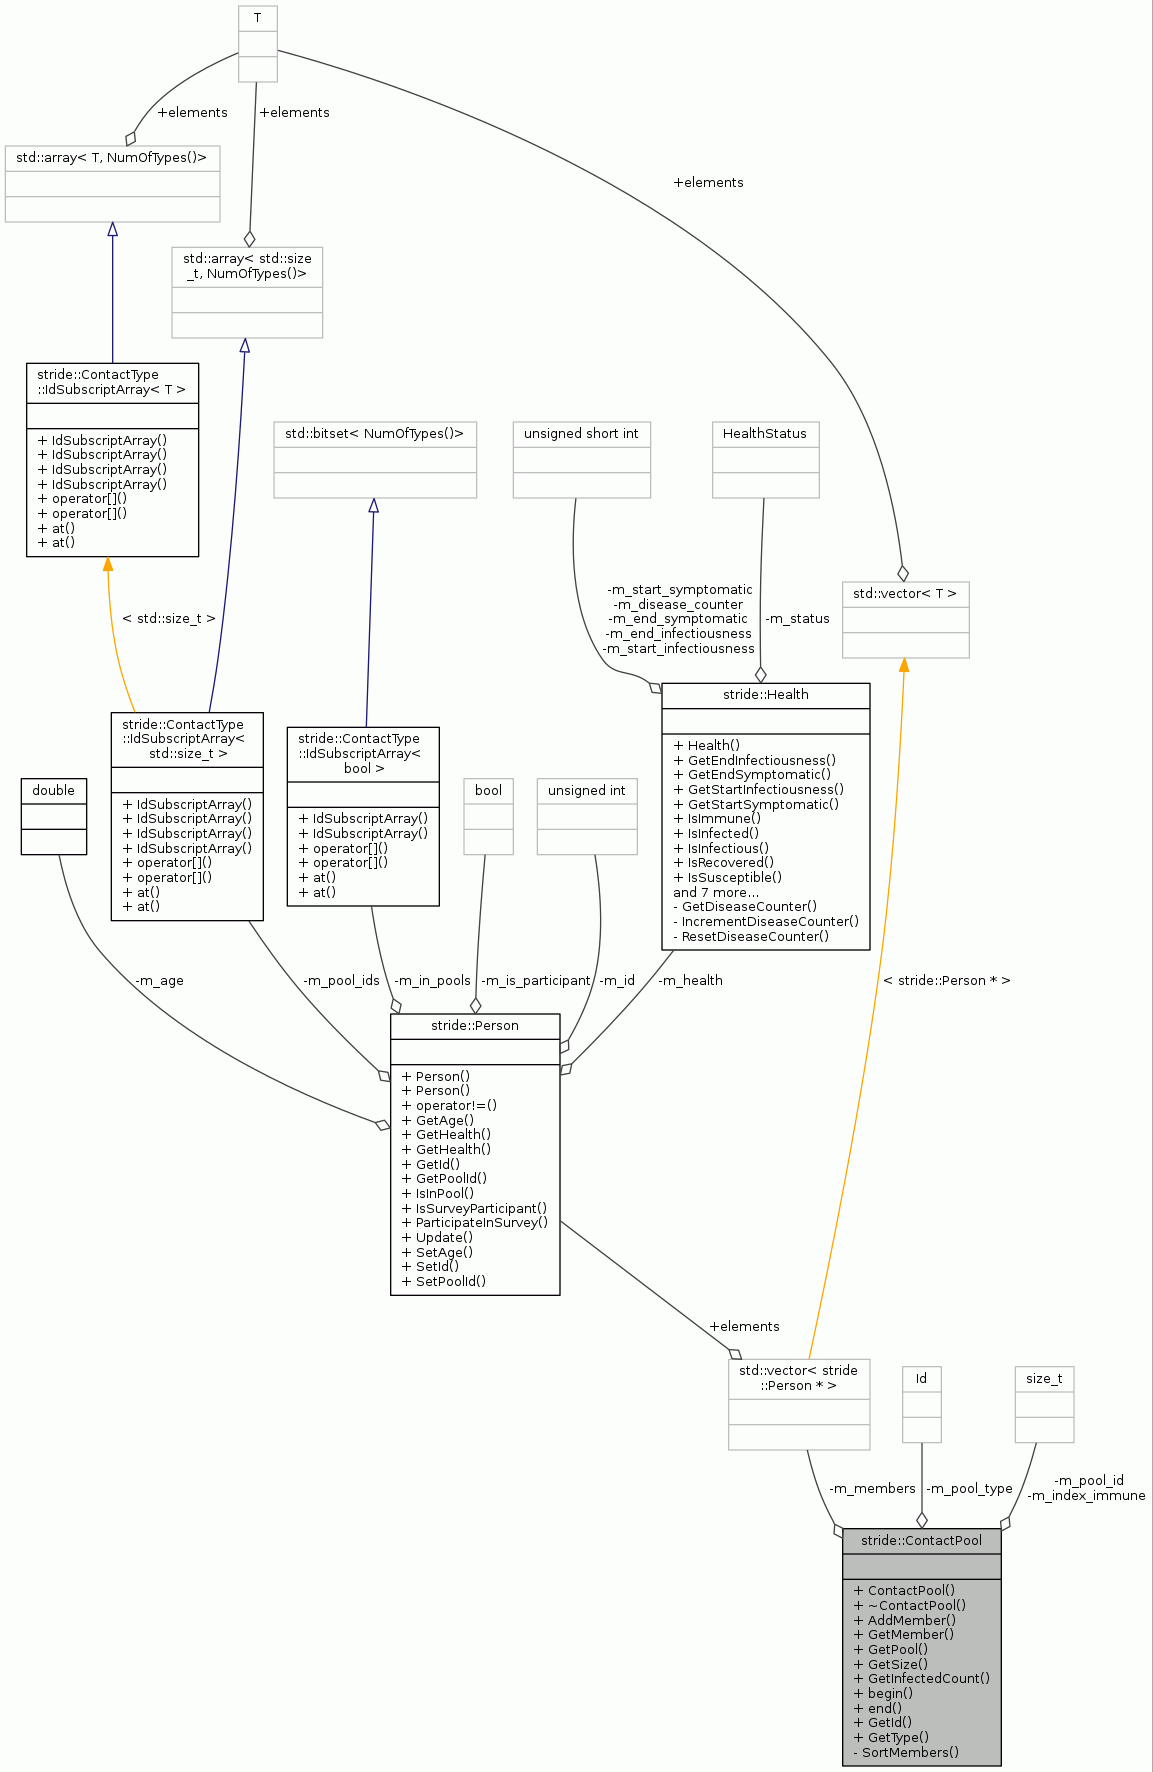 T
+elements
+elements
std::array< T, NumOfTypes()>
+elements
std::array< std::size
_t, NumOfTypes()>
stride::ContactType
::IdSubscriptArray< T >
+ IdSubscriptArray()
+ IdSubscriptArray()
+ IdSubscriptArray()
+ IdSubscriptArray()
+ operator[]()
+ operator[]()
+ at()
+ at()
std::bitset< NumOfTypes()>
unsigned short int
HealthStatus
std::vector< T >
-m_start_symptomatic
-m_disease_counter
-m_end_symptomatic
-m_end_infectiousness
-m_start_infectiousness
-m_status
< std::size_t >
stride::Health
+ Health()
+ GetEndInfectiousness()
+ GetEndSymptomatic()
+ GetStartInfectiousness()
+ GetStartSymptomatic()
+ IsImmune()
+ IsInfected()
+ IsInfectious()
+ IsRecovered()
+ IsSusceptible()
and 7 more...
- GetDiseaseCounter()
- IncrementDiseaseCounter()
- ResetDiseaseCounter()
stride::ContactType
::IdSubscriptArray<
std::size_t >
+ IdSubscriptArray()
+ IdSubscriptArray()
+ IdSubscriptArray()
+ IdSubscriptArray()
+ operator[]()
+ operator[]()
+ at()
+ at()
stride::ContactType
::IdSubscriptArray<
bool >
+ IdSubscriptArray()
+ IdSubscriptArray()
+ operator[]()
+ operator[]()
+ at()
+ at()
double
bool
unsigned int
-m_age
-m_pool_ids
-m_in_pools
-m_is_participant
-m_id
-m_health
< stride::Person * >
stride::Person
+ Person()
+ Person()
+ operator!=()
+ GetAge()
+ GetHealth()
+ GetHealth()
+ GetId()
+ GetPoolId()
+ IsInPool()
+ IsSurveyParticipant()
+ ParticipateInSurvey()
+ Update()
+ SetAge()
+ SetId()
+ SetPoolId()
+elements
std::vector< stride
::Person * >
Id
size_t
-m_members
-m_pool_type
-m_pool_id
-m_index_immune
stride::ContactPool
+ ContactPool()
+ ~ContactPool()
+ AddMember()
+ GetMember()
+ GetPool()
+ GetSize()
+ GetInfectedCount()
+ begin()
+ end()
+ GetId()
+ GetType()
- SortMembers()